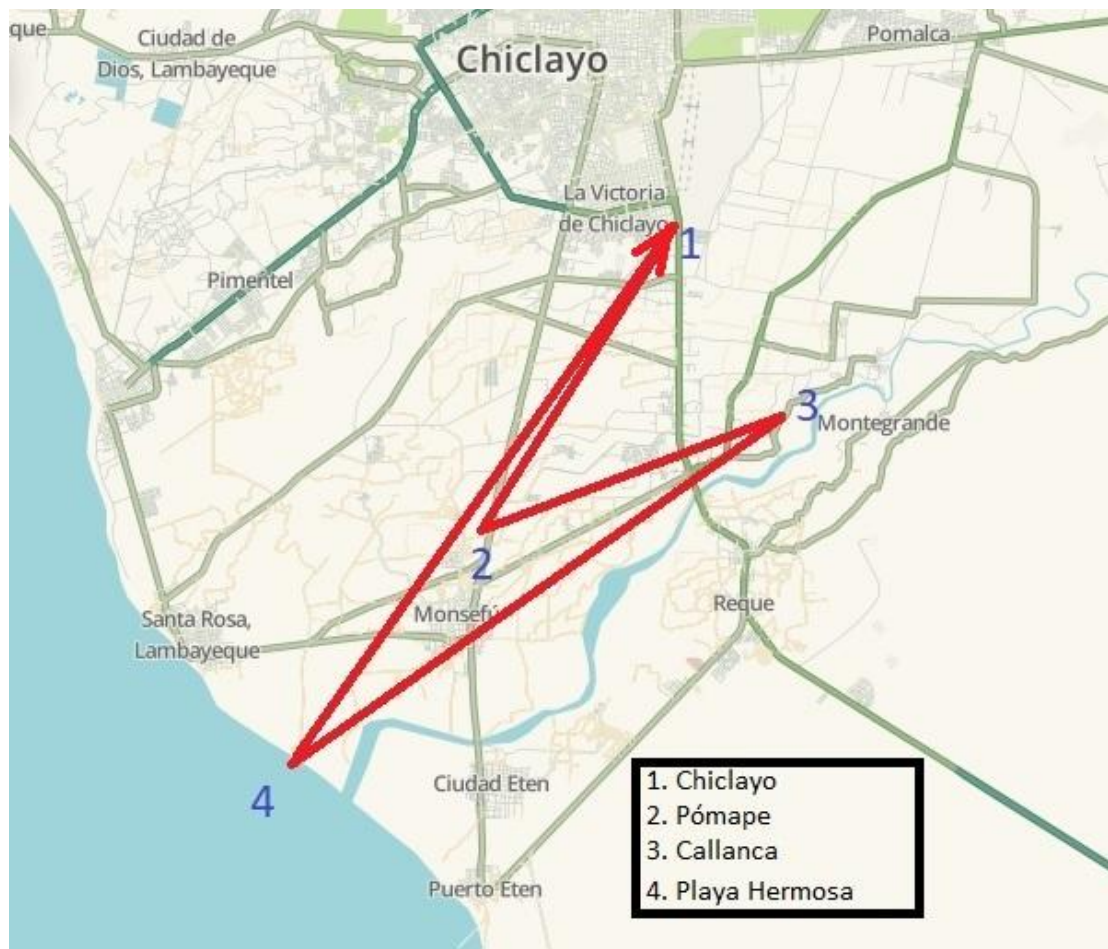 que
Ciudad de
Dios, Lambayeque
Chiclayo
Pomalca
La Victoria
de Chiclayo
1
Pimentel
3
Montegrande
2
Monsefú
Reque
Santa Rosa,
Lambayeque
4
Ciudad Eten
Puerto Eten
1. Chiclayo
2. Pómape
3. Callanca
4. Playa Hermosa